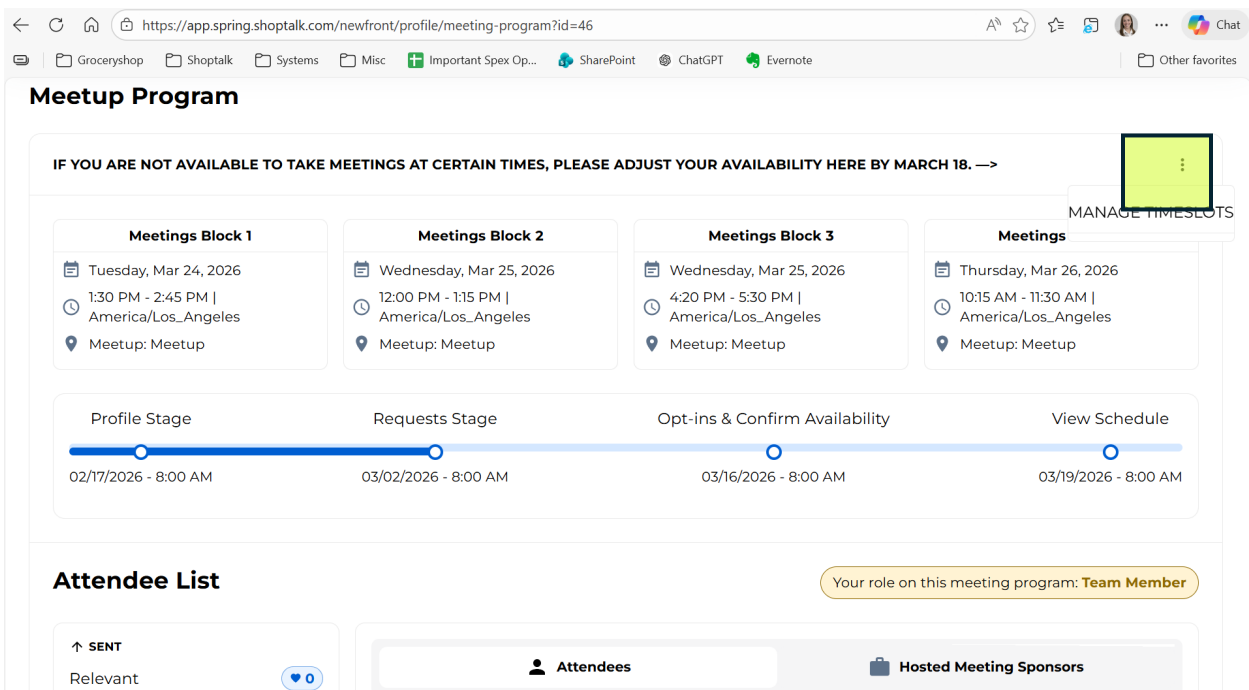 https://app.spring.shoptalk.com/newfront/profile/meeting-program?id=46
Chat
Groceryshop
Shoptalk
Systems
Misc
Important Spex Op...
SharePoint
ChatGPT
Evernote
Other favorites
Meetup Program
IF YOU ARE NOT AVAILABLE TO TAKE MEETINGS AT CERTAIN TIMES, PLEASE ADJUST YOUR AVAILABILITY HERE BY MARCH 18. —>
MANAGE TIMESLOTS
Meetings Block 1
Tuesday, Mar 24, 2026
1:30 PM - 2:45 PM |
America/Los_Angeles
Meetup: Meetup
Meetings Block 2
Wednesday, Mar 25, 2026
12:00 PM - 1:15 PM |
America/Los_Angeles
Meetup: Meetup
Meetings Block 3
Wednesday, Mar 25, 2026
4:20 PM - 5:30 PM |
America/Los_Angeles
Meetup: Meetup
Meetings
Thursday, Mar 26, 2026
10:15 AM - 11:30 AM |
America/Los_Angeles
Meetup: Meetup
Profile Stage
Requests Stage
Opt-ins & Confirm Availability
View Schedule
02/17/2026 - 8:00 AM
03/02/2026 - 8:00 AM
03/16/2026 - 8:00 AM
03/19/2026 - 8:00 AM
Attendee List
Your role on this meeting program: Team Member
SENT
Relevant
0
Attendees
Hosted Meeting Sponsors